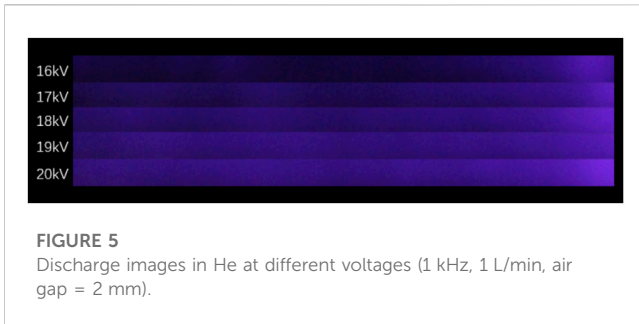 16kV
17kV
18kV
19kV
20kV
FIGURE 5
Discharge images in He at different voltages (1 kHz, 1 L/min, air
gap = 2 mm).